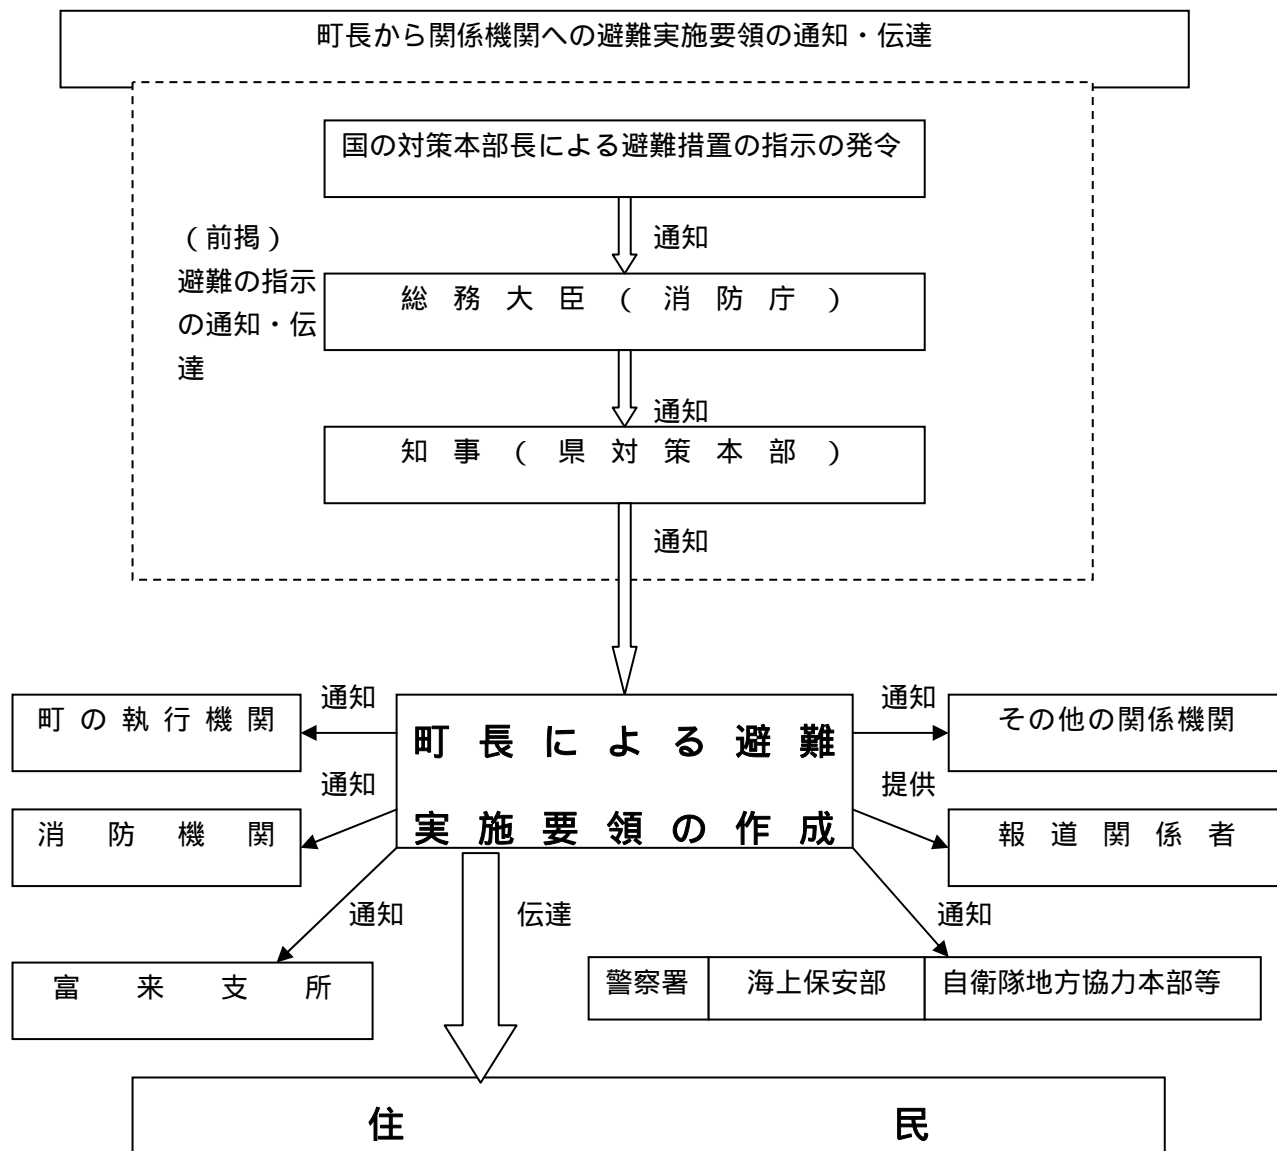 町長から関係機関への避難実施要領の通知・伝達
国の対策本部長による避難措置の指示の発令
(前掲)
避難の指示
の通知・伝
達
通知
総務大臣(消防庁)
通知
知事(県対策本部)
通知
町の執行機関
通知
町長による避難
実施要領の作成
通知
その他の関係機関
消防機関
通知
提供
報道関係者
通知
伝達
通知
富来支所
警察署
海上保安部
自衛隊地方協力本部等
住民